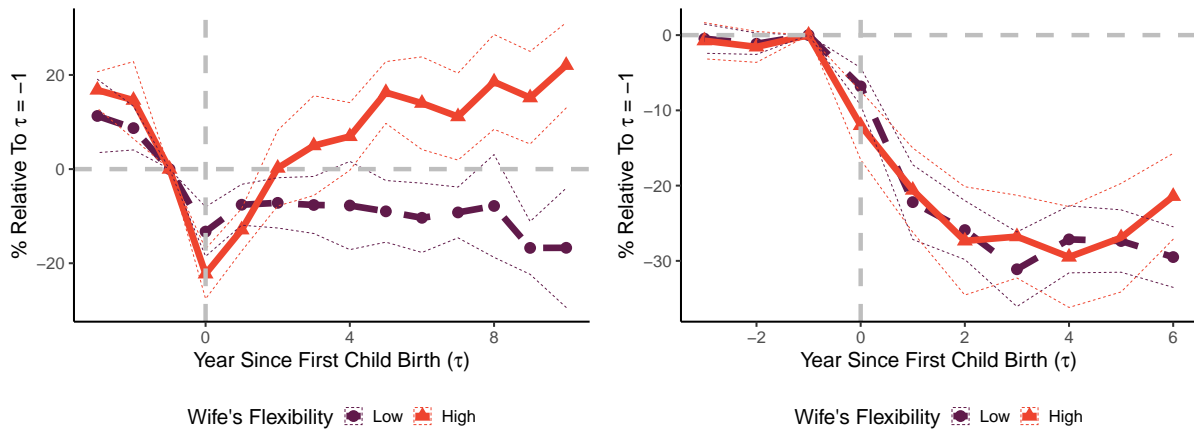 % Relative To τ = −1
20
0
−20
0
4
8
Year Since First Child Birth (τ)
Wife's Flexibility Low High
% Relative To τ = −1
0
−10
−20
−30
−2
0
2
4
6
Year Since First Child Birth (τ)
Wife's Flexibility Low High